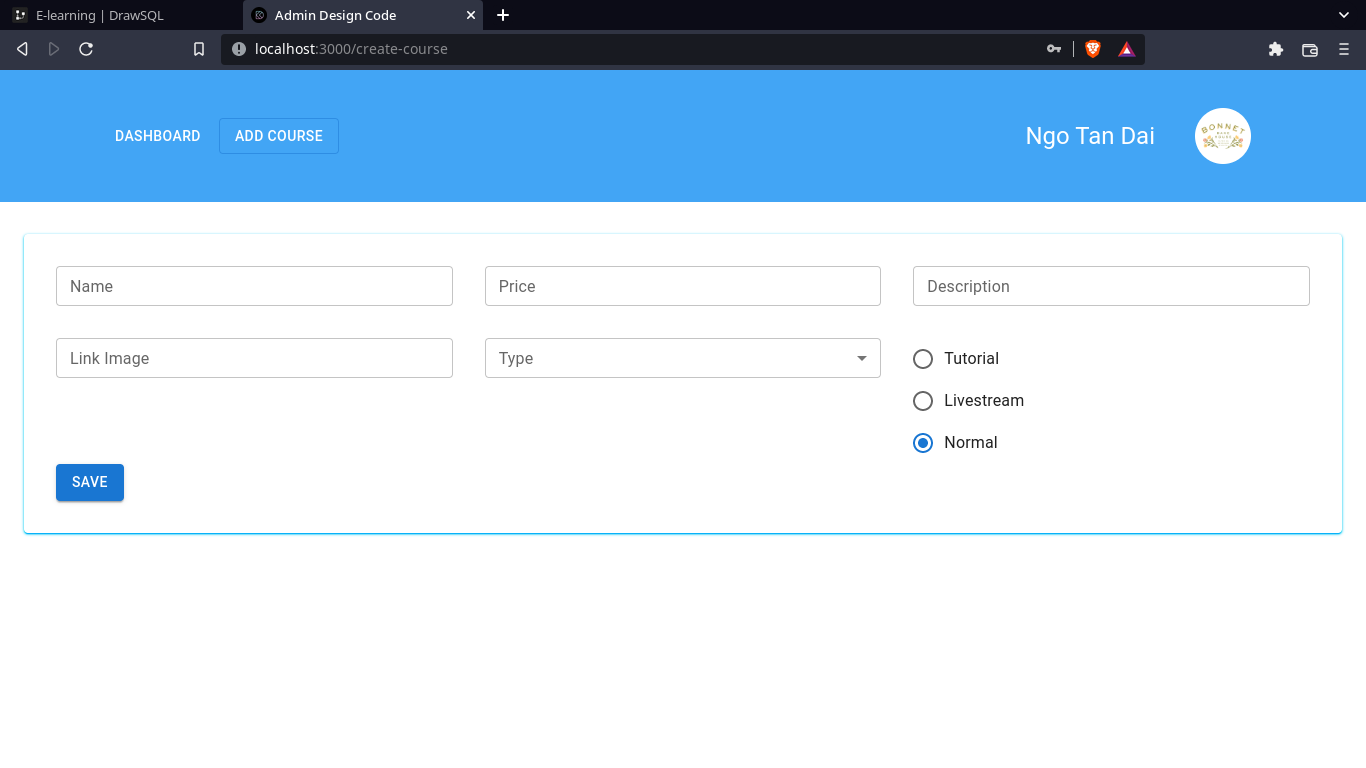 E-learning | DrawSQL
Admin Design Code
localhost:3000/create-course
DASHBOARD
ADD COURSE
Ngo Tan Dai
BONNET
Name
Price
Description
Link Image
Type
Tutorial
Livestream
Normal
SAVE